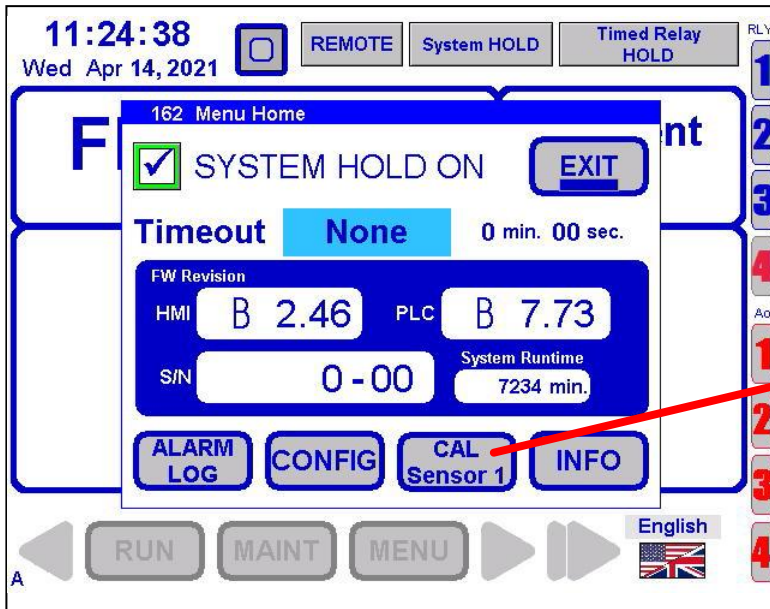 11:24:38
Wed Apr 14, 2021
REMOTE
System HOLD
Timed Relay
HOLD
RLY
1
2
3
4
162 Menu Home
SYSTEM HOLD ON
EXIT
Timeout
None
0 min. 00 sec.
FW Revision
HMI
B 2.46
PLC
B 7.73
S/N
0-00
System Runtime
7234 min.
ALARM
LOG
CONFIG
CAL
Sensor 1
INFO
1
2
3
4
RUN
MAINT
MENU
English
A